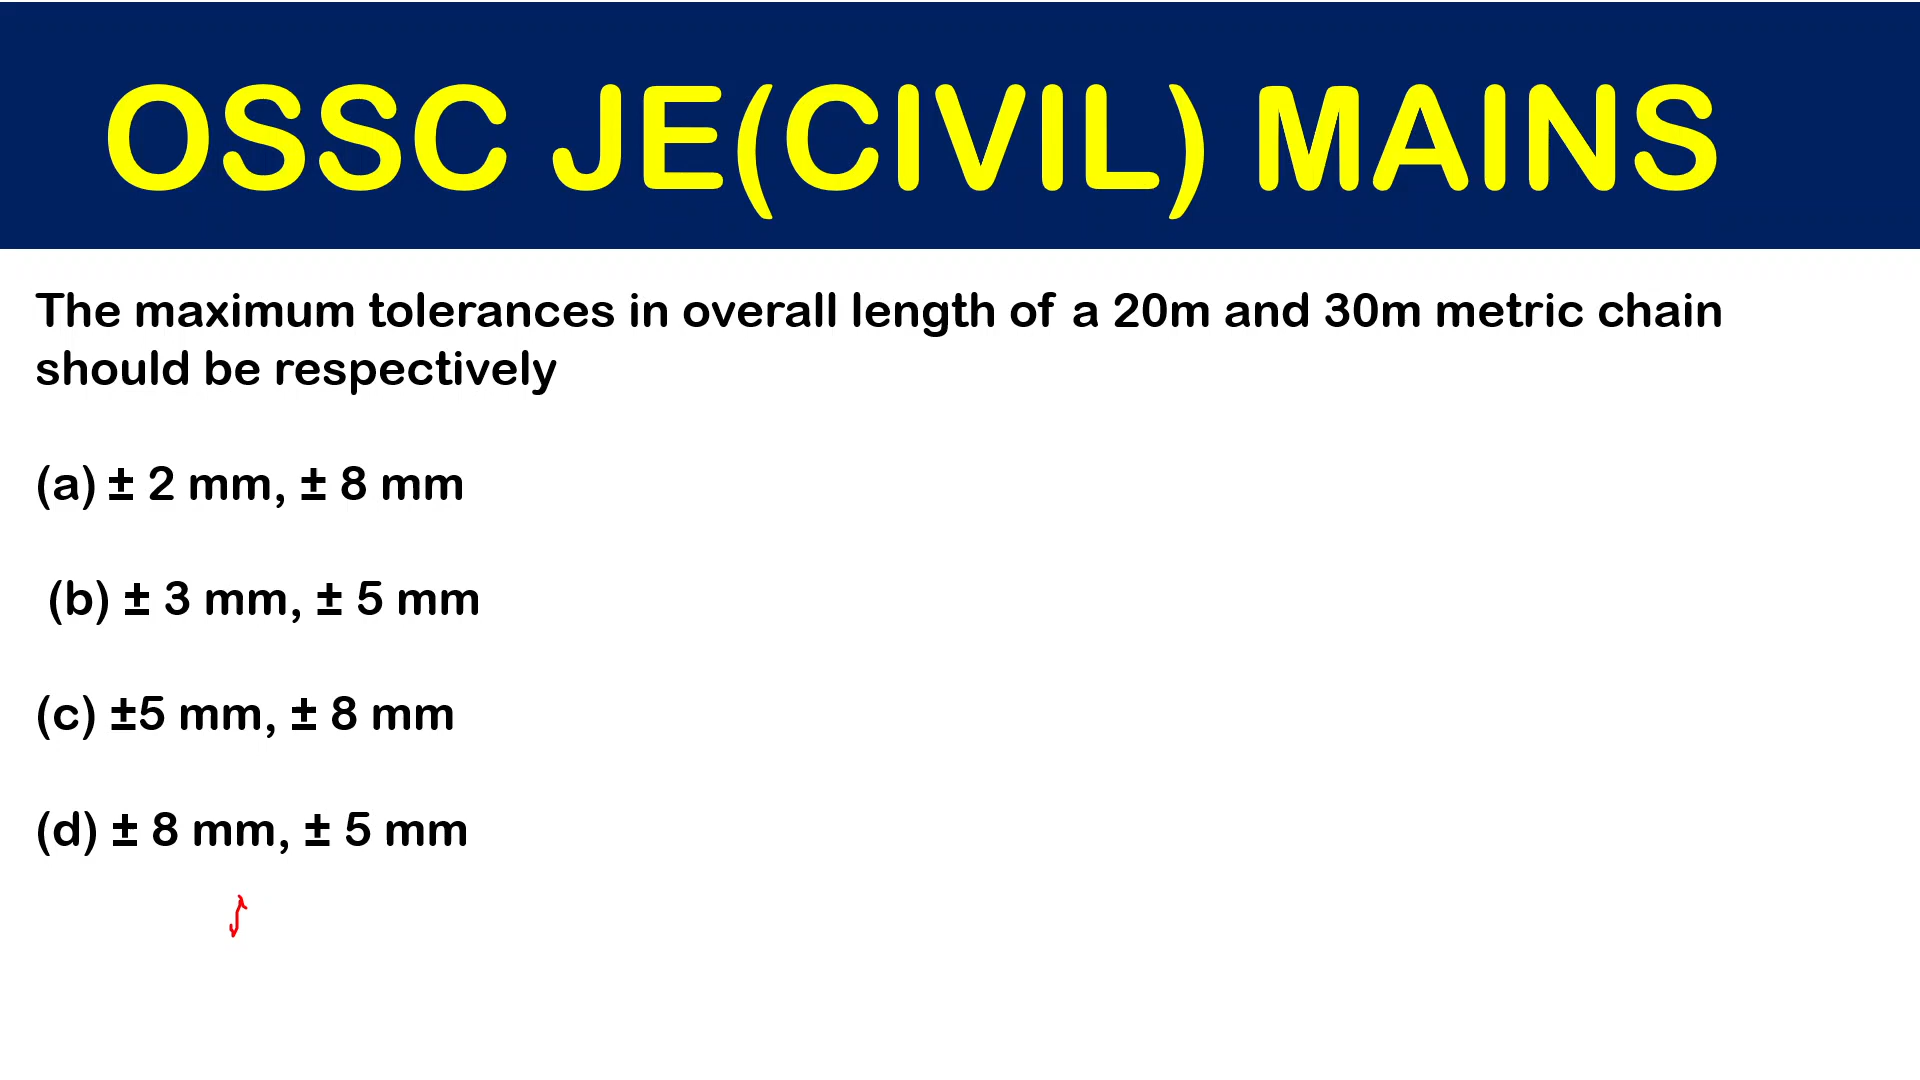 OSSC JE(CIVIL) MAINS
The maximum tolerances in overall length of a 20m and 30m metric chain
should be respectively
(a) ± 2 mm, ± 8 mm
(b) ± 3 mm, ± 5 mm
(c) ±5 mm, ± 8 mm
(d) ± 8 mm, ± 5 mm